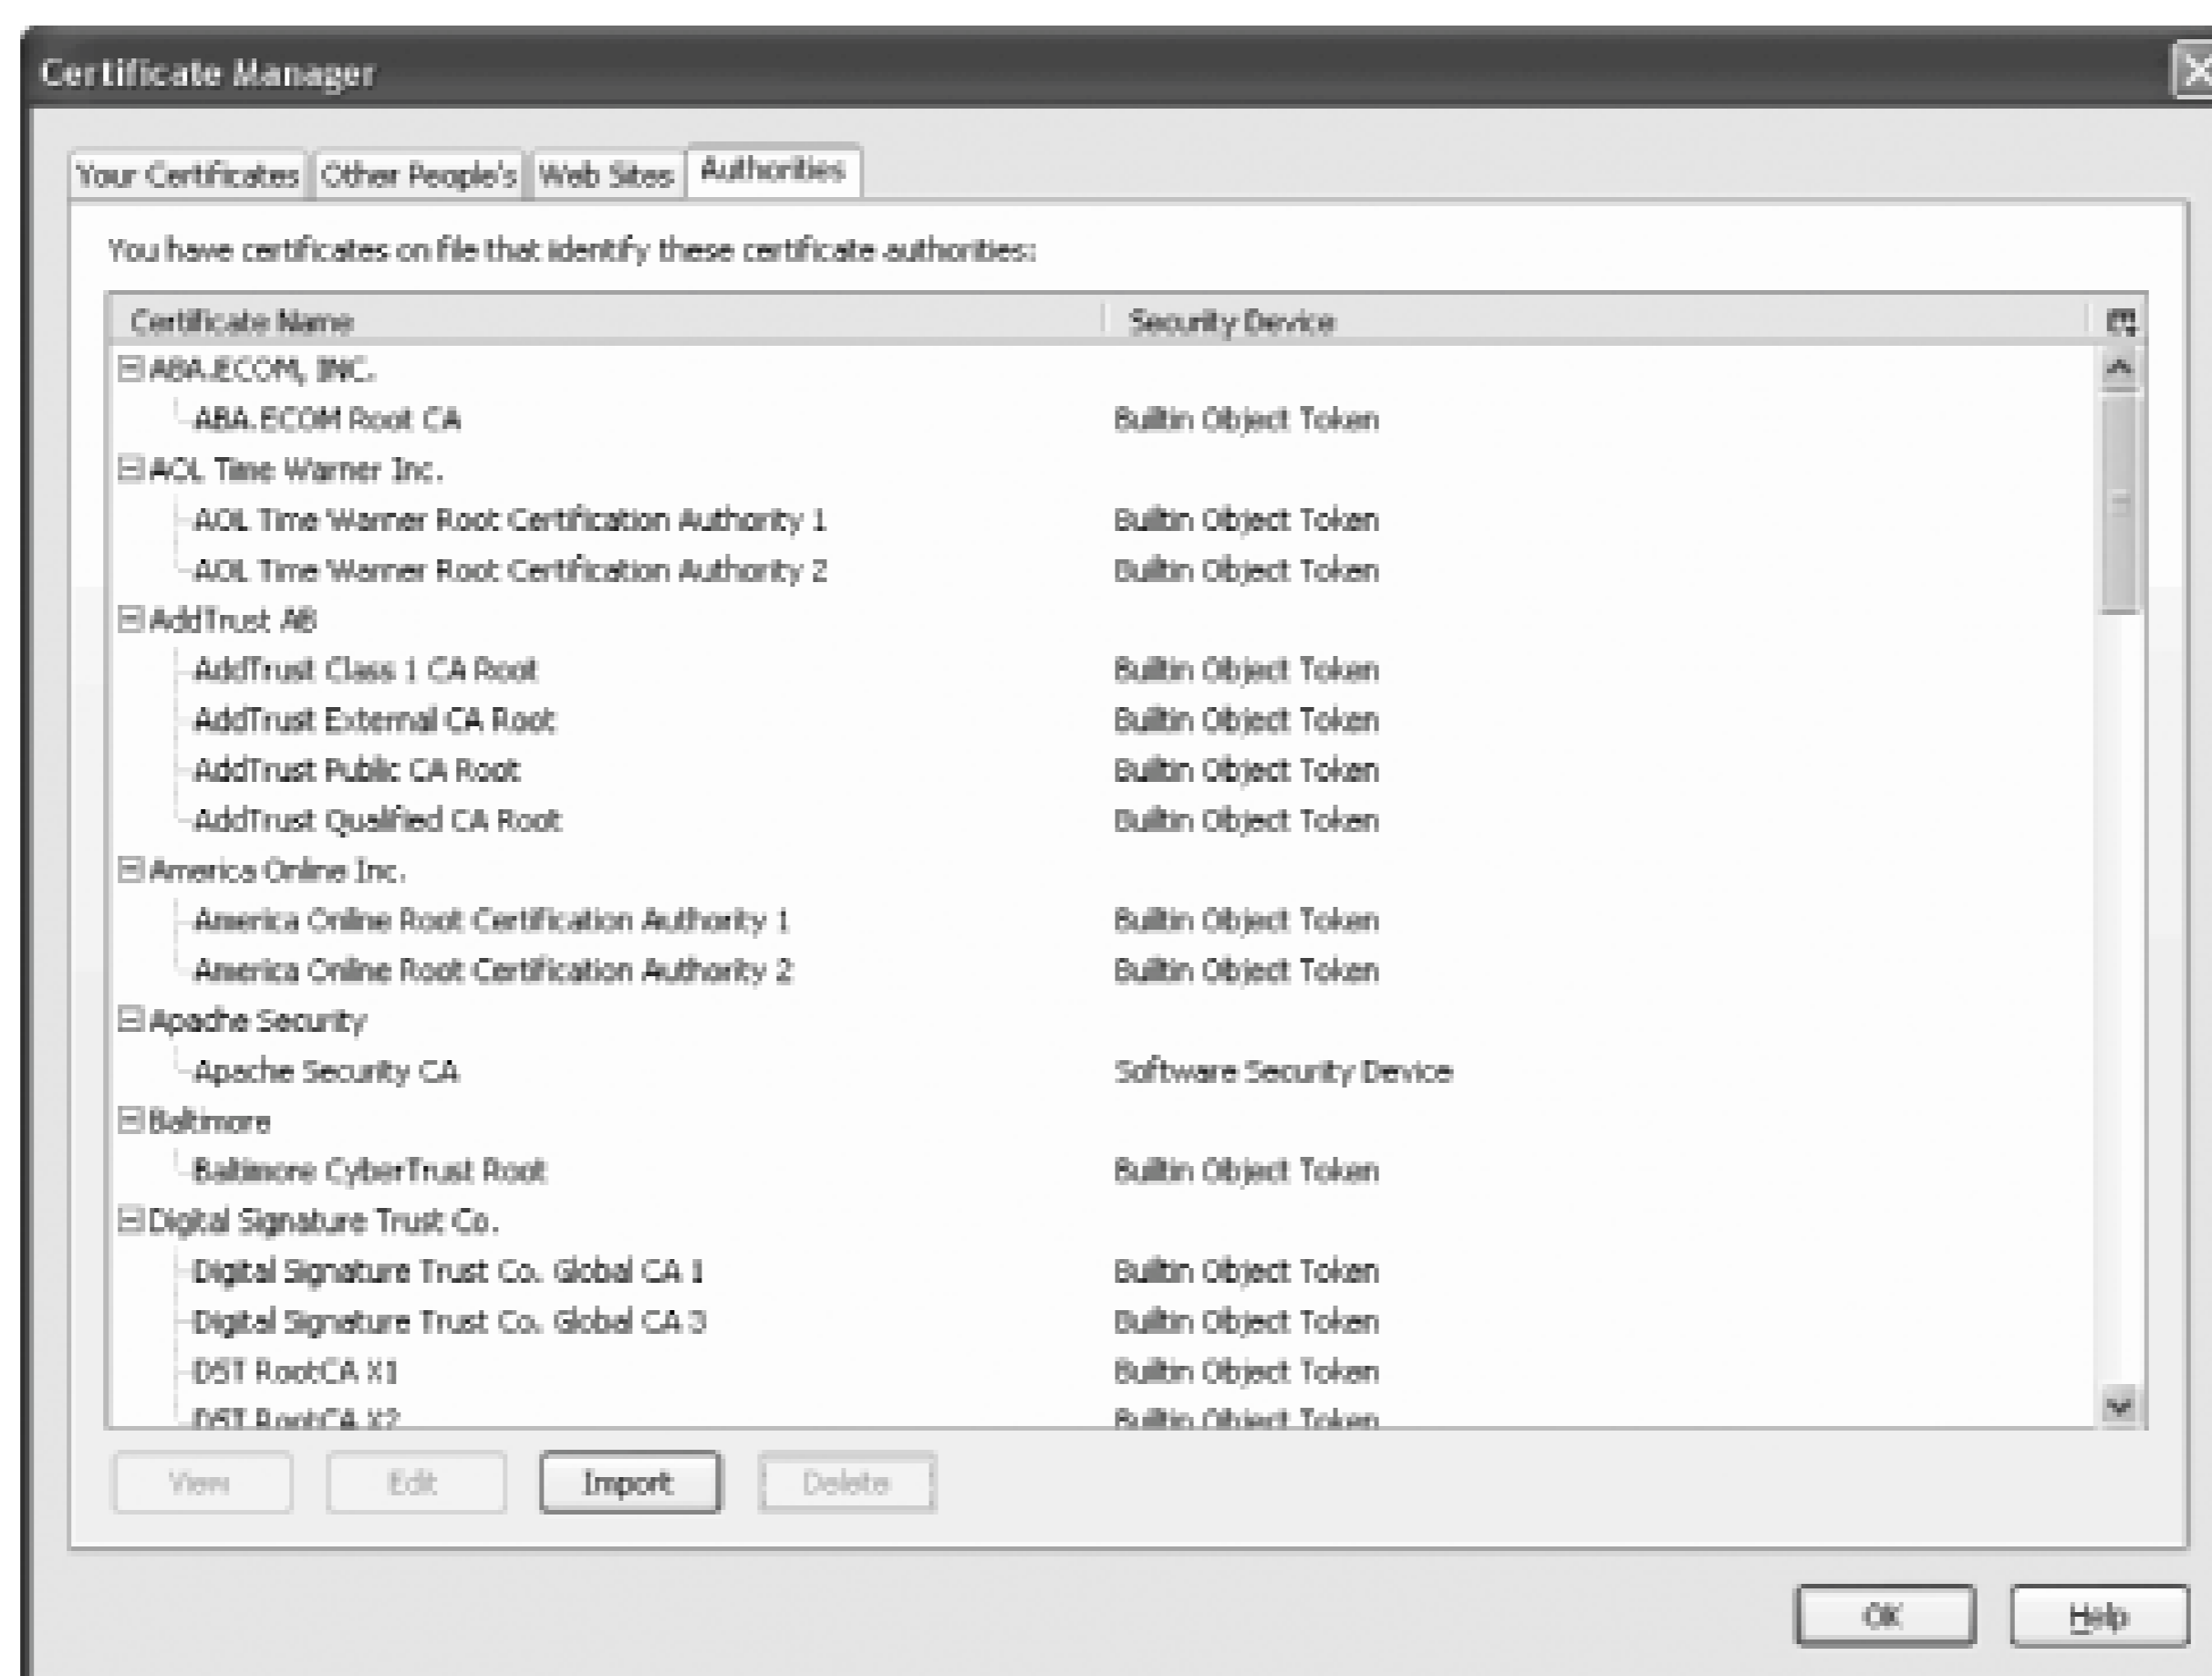 Certificate Manager
Your Certificates Other People's Web Sites Authorities
You have certificates on file that identify these certificate authorities:
Certificate Name Security Device
ABA.ECOM, INC.
ABA.ECOM Root CA Builtin Object Token
AOL Time Warner Inc.
AOL Time Warner Root Certification Authority 1 Builtin Object Token
AOL Time Warner Root Certification Authority 2 Builtin Object Token
AddTrust AB
AddTrust Class 1 CA Root Builtin Object Token
AddTrust External CA Root Builtin Object Token
AddTrust Public CA Root Builtin Object Token
AddTrust Qualified CA Root Builtin Object Token
America Online Inc.
America Online Root Certification Authority 1 Builtin Object Token
America Online Root Certification Authority 2 Builtin Object Token
Apache Security
Apache Security CA Software Security Device
Baltimore
Baltimore CyberTrust Root Builtin Object Token
Digital Signature Trust Co.
Digital Signature Trust Co. Global CA 1 Builtin Object Token
Digital Signature Trust Co. Global CA 3 Builtin Object Token
DST RootCA X1 Builtin Object Token
DST RootCA X2 Builtin Object Token
View Edit Import Delete
OK Help